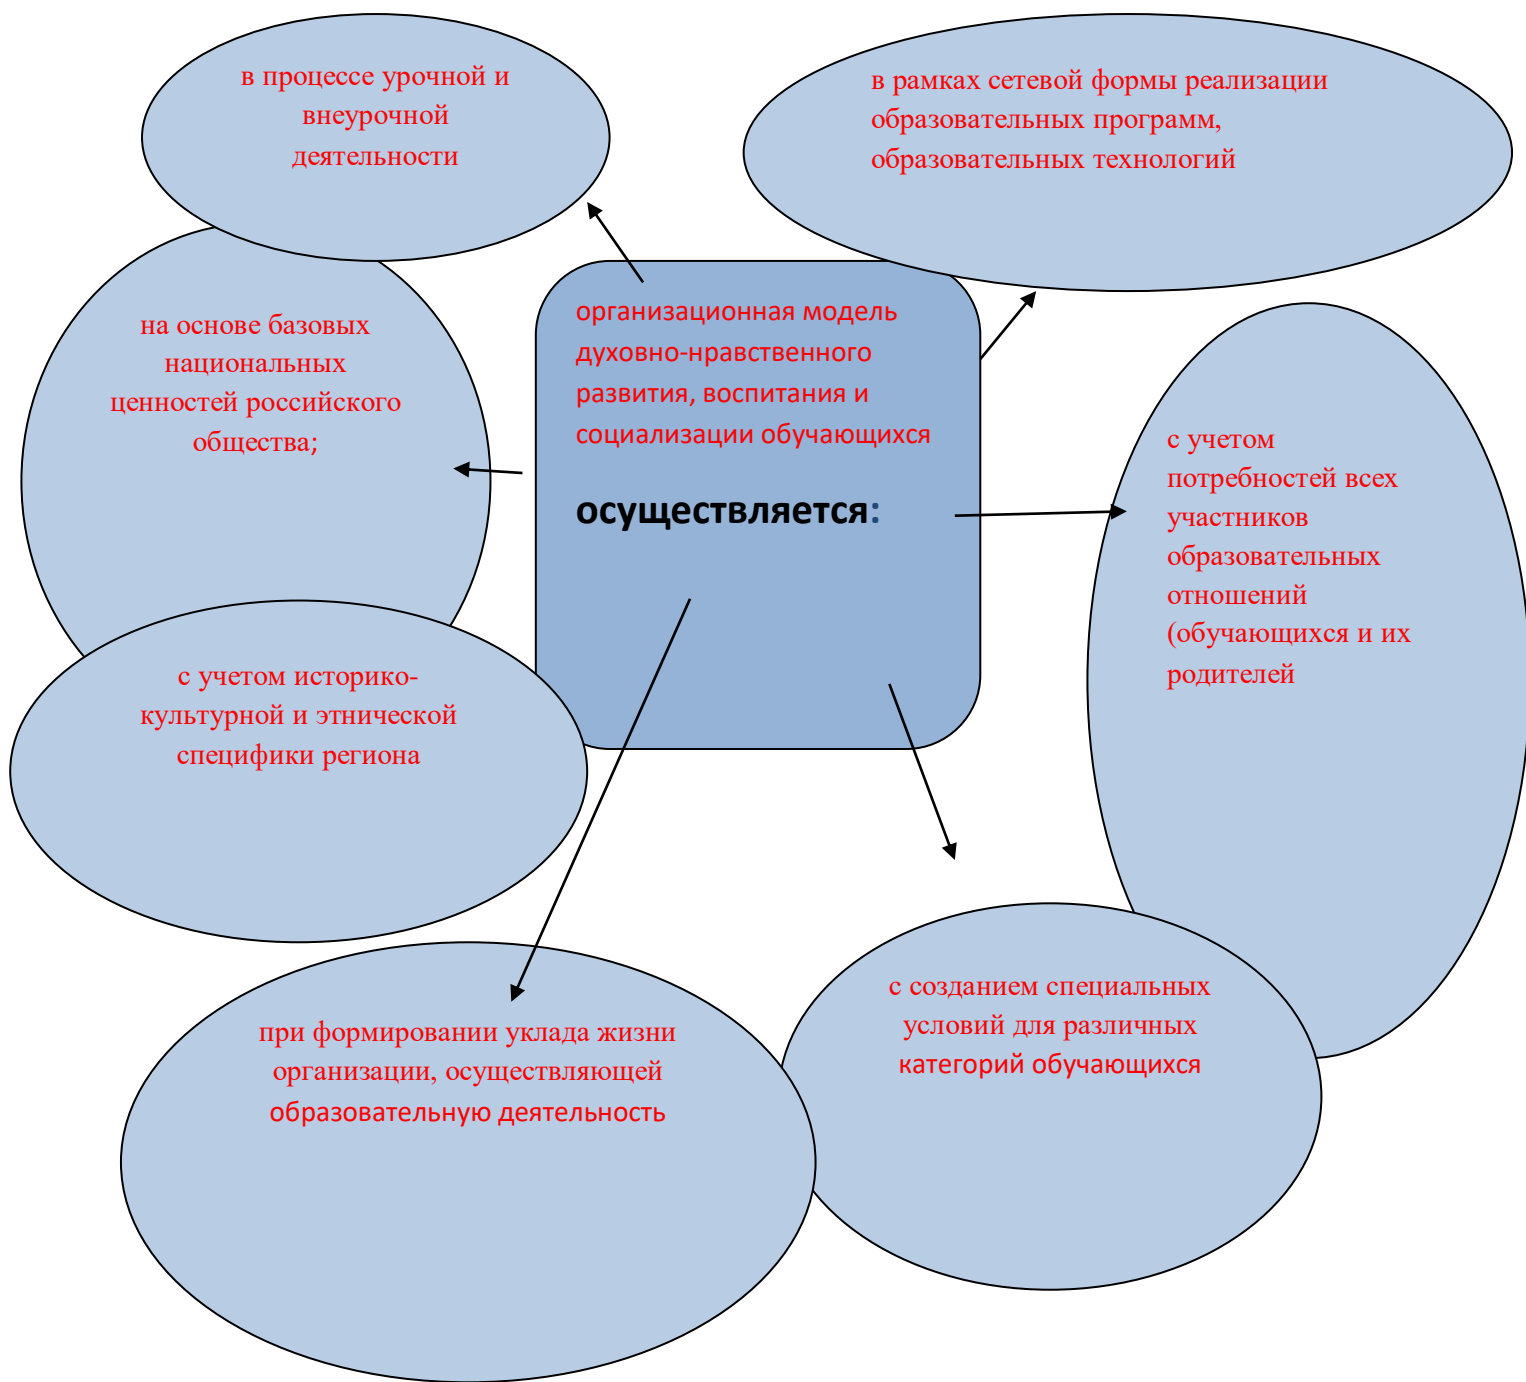 в процессе урочной и
внеурочной
деятельности
в рамках сетевой формы реализации
образовательных программ,
образовательных технологий
организационная модель
духовно-нравственного
развития, воспитания и
социализации обучающихся
осуществляется:
на основе базовых
национальных
ценностей российского
общества;
с учетом
потребностей всех
участников
образовательных
отношений
(обучающихся и их
родителей
с учетом историко-
культурной и этнической
специфики региона
с созданием специальных
условий для различных
категорий обучающихся
при формировании уклада жизни
организации, осуществляющей
образовательную деятельность